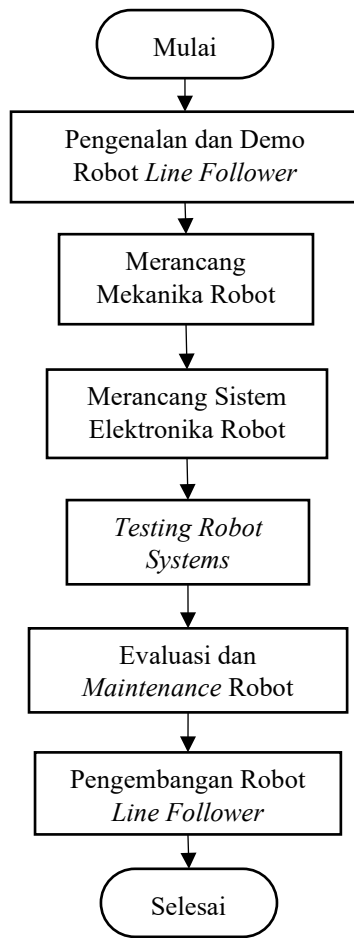 Mulai
Pengenalan dan Demo
Robot Line Follower
Merancang
Mekanika Robot
Merancang Sistem
Elektronika Robot
Testing Robot
Systems
Evaluasi dan
Maintenance Robot
Pengembangan Robot
Line Follower
Selesai